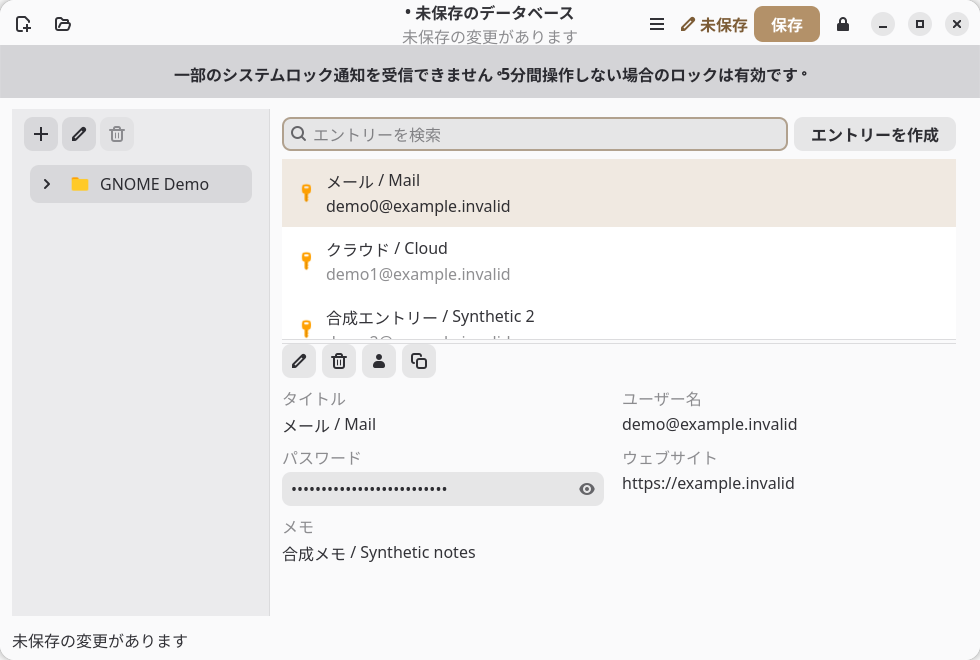 • 未保存のデータベース
未保存の変更があります
未保存
保存
一部のシステムロック通知を受信できません。5分間操作しない場合のロックは有効です。
エントリーを検索
エントリーを作成
GNOME Demo
メール / Mail
demo0@example.invalid
クラウド / Cloud
demo1@example.invalid
合成エントリー / Synthetic 2
タイトル
メール / Mail
ユーザー名
demo@example.invalid
パスワード
••••••••••••••••••••••••••
ウェブサイト
https://example.invalid
メモ
合成メモ / Synthetic notes
未保存の変更があります